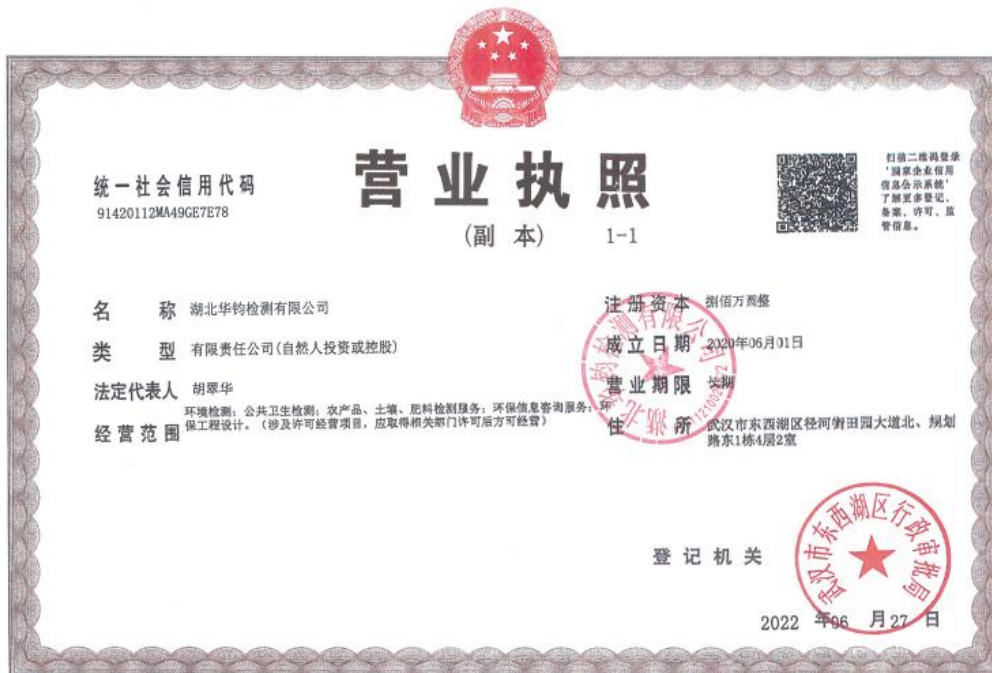 统一社会信用代码
91420112MA49GE7E78
营业执照
(副 本) 1-1
扫描二维码登录
'国家企业信用
信息公示系统'
了解更多登记、
备案、许可、监
管信息。
名 称 湖北华钧检测有限公司
类 型 有限责任公司(自然人投资或控股)
法定代表人 胡翠华
经营范围 环境检测；公共卫生检测；农产品、土壤、肥料检测服务；环保信息咨询服务；环
保工程设计。（涉及许可经营项目，应取得相关部门许可后方可经营）
注册资本 捌佰万圆整
成立日期 2020年06月01日
营业期限 长期
住 所 武汉市东西湖区径河街田园大道北、规划
路东1栋4层2室
湖北华钧检测有限公司
登记机关
武汉市东西湖区行政审批局
2022 年06 月27 日